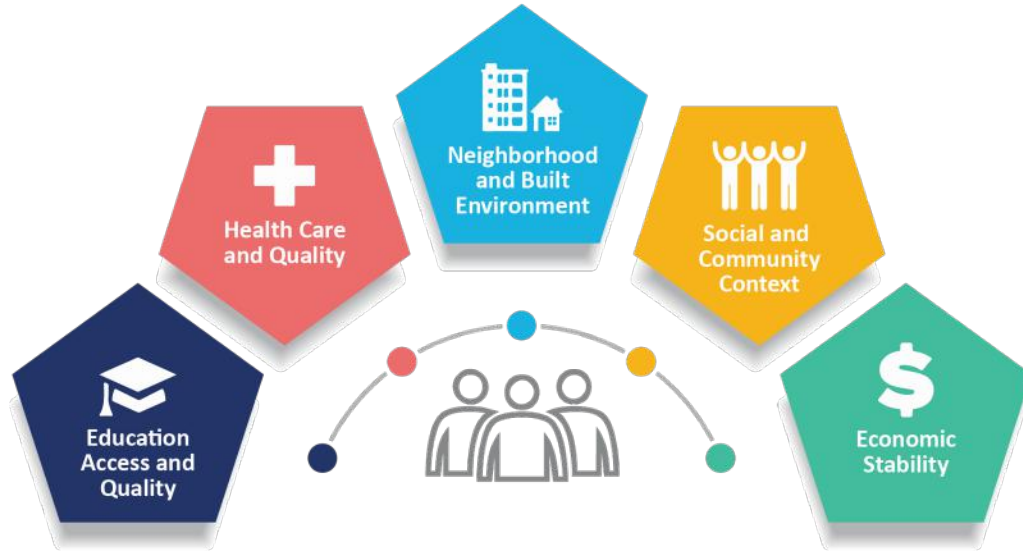 Neighborhood
and Built
Environment
Health Care
and Quality
Social and
Community
Context
Education
Access and
Quality
$
Economic
Stability